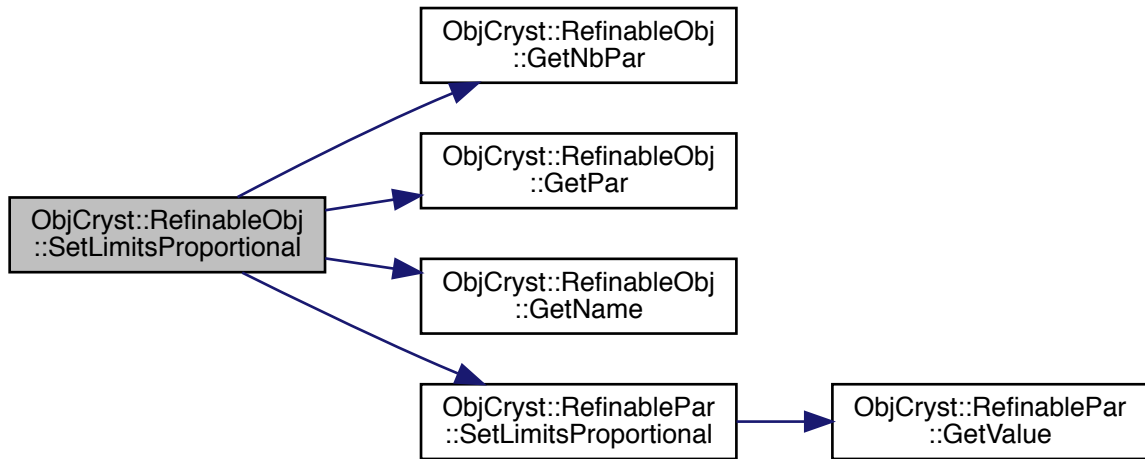 ObjCryst::RefinableObj
::GetNbPar
ObjCryst::RefinableObj
::GetPar
ObjCryst::RefinableObj
::SetLimitsProportional
ObjCryst::RefinableObj
::GetName
ObjCryst::RefinablePar
::SetLimitsProportional
ObjCryst::RefinablePar
::GetValue